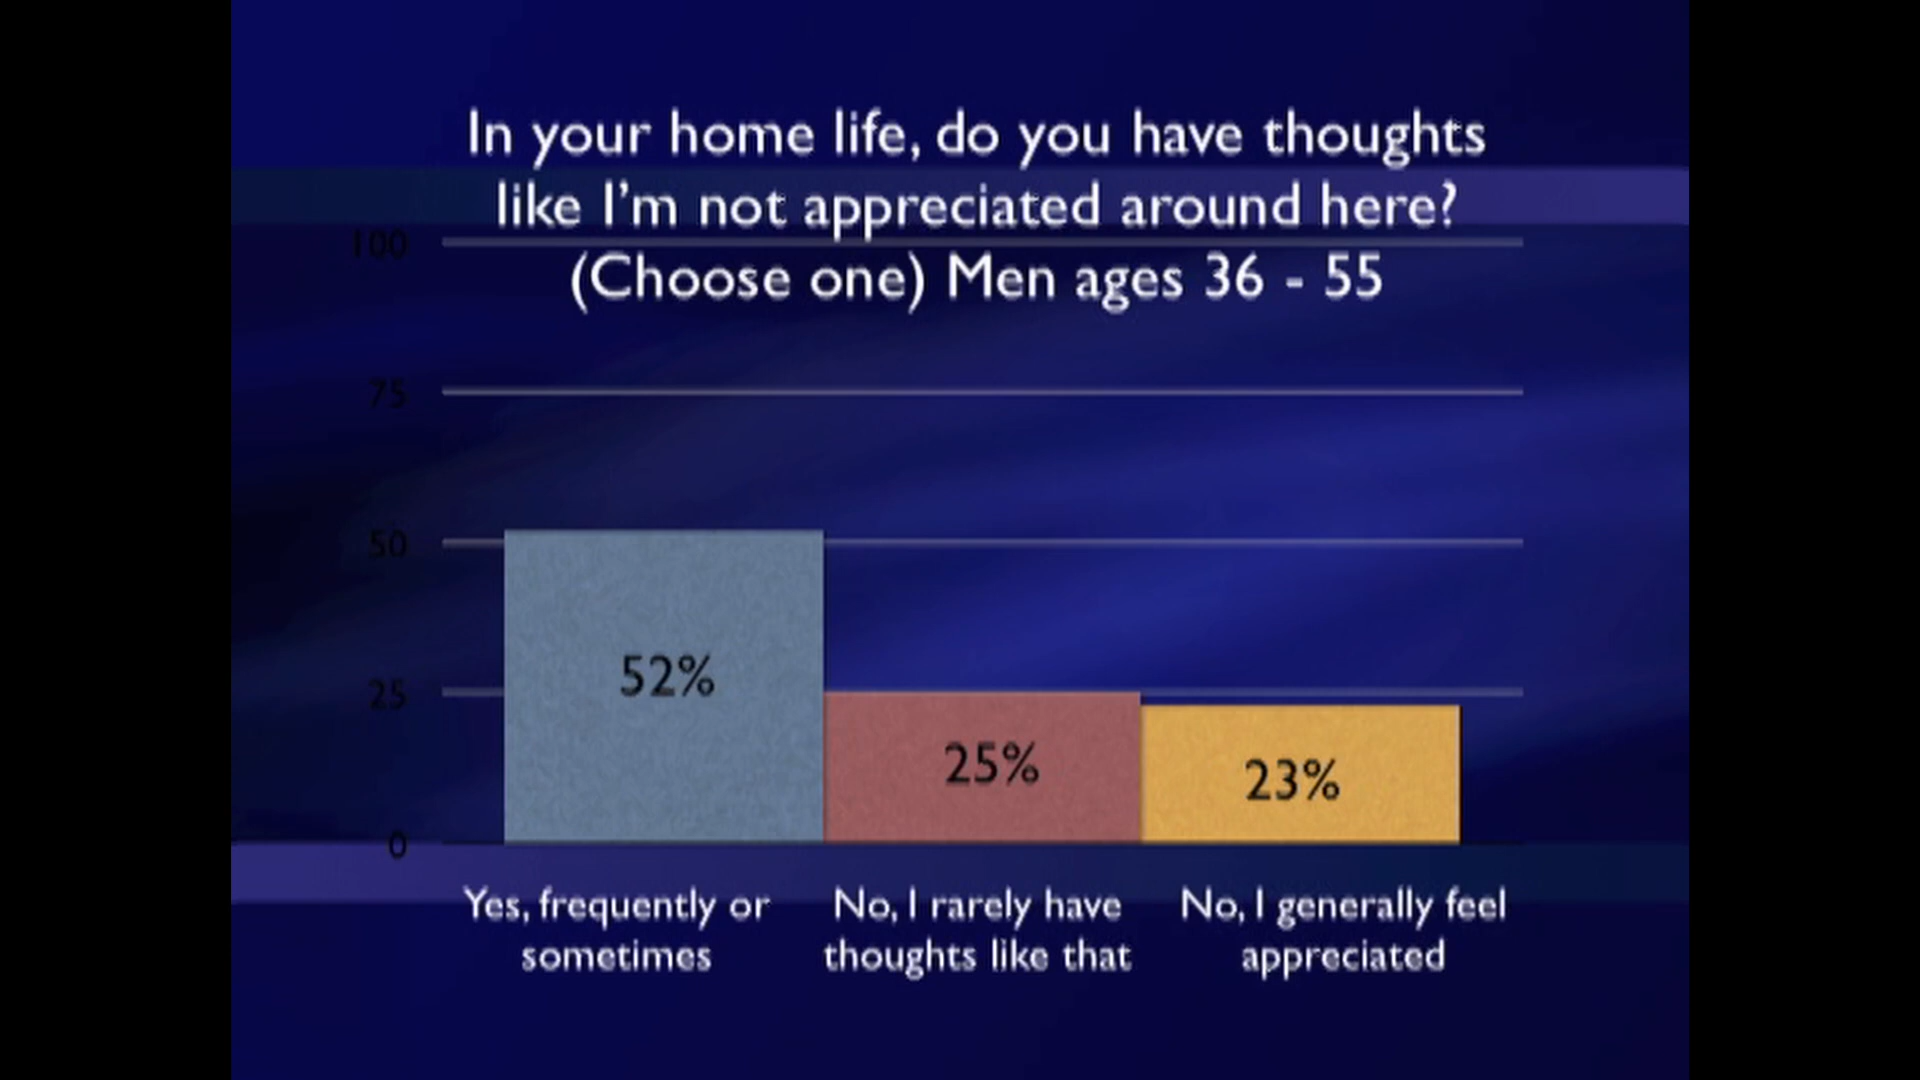 In your home life, do you have thoughts
like I'm not appreciated around here?
(Choose one) Men ages 36 - 55
100
75
50
25
0
52%
25%
23%
Yes, frequently or
sometimes
No, I rarely have
thoughts like that
No, I generally feel
appreciated